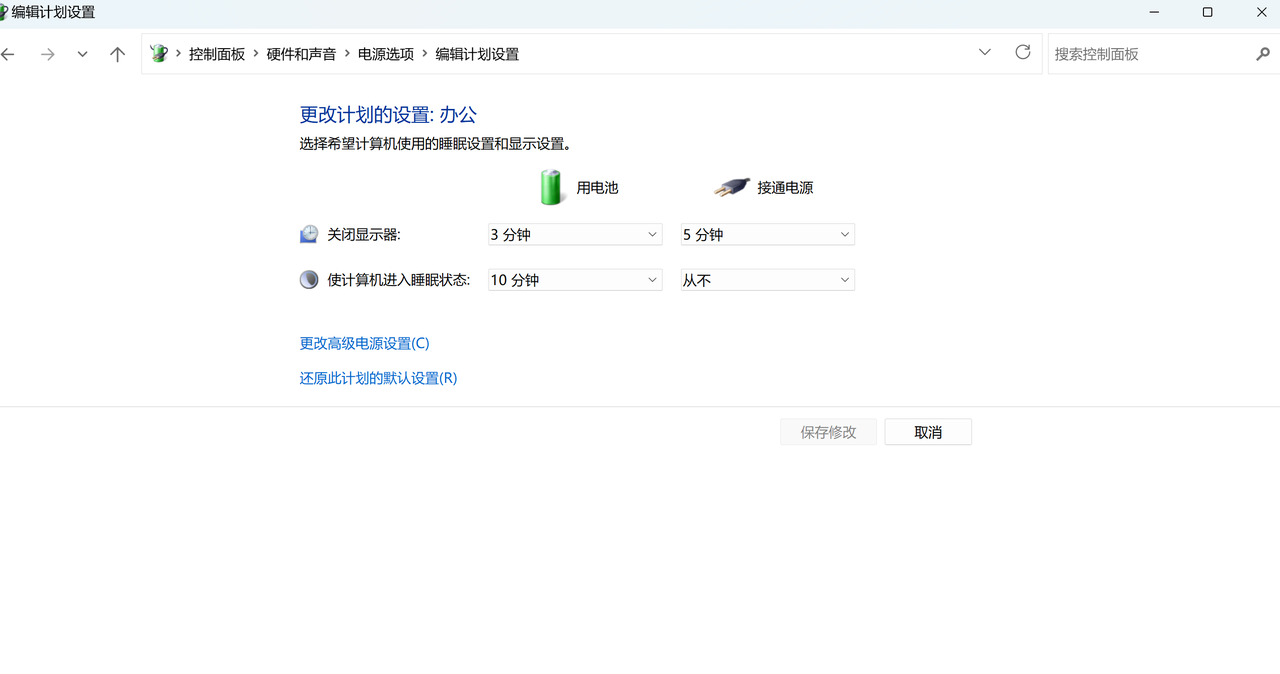 编辑计划设置
控制面板 硬件和声音 电源选项 编辑计划设置
搜索控制面板
更改计划的设置: 办公
选择希望计算机使用的睡眠设置和显示设置。
用电池 接通电源
关闭显示器: 3 分钟 5 分钟
使计算机进入睡眠状态: 10 分钟 从不
更改高级电源设置(C)
还原此计划的默认设置(R)
保存修改 取消